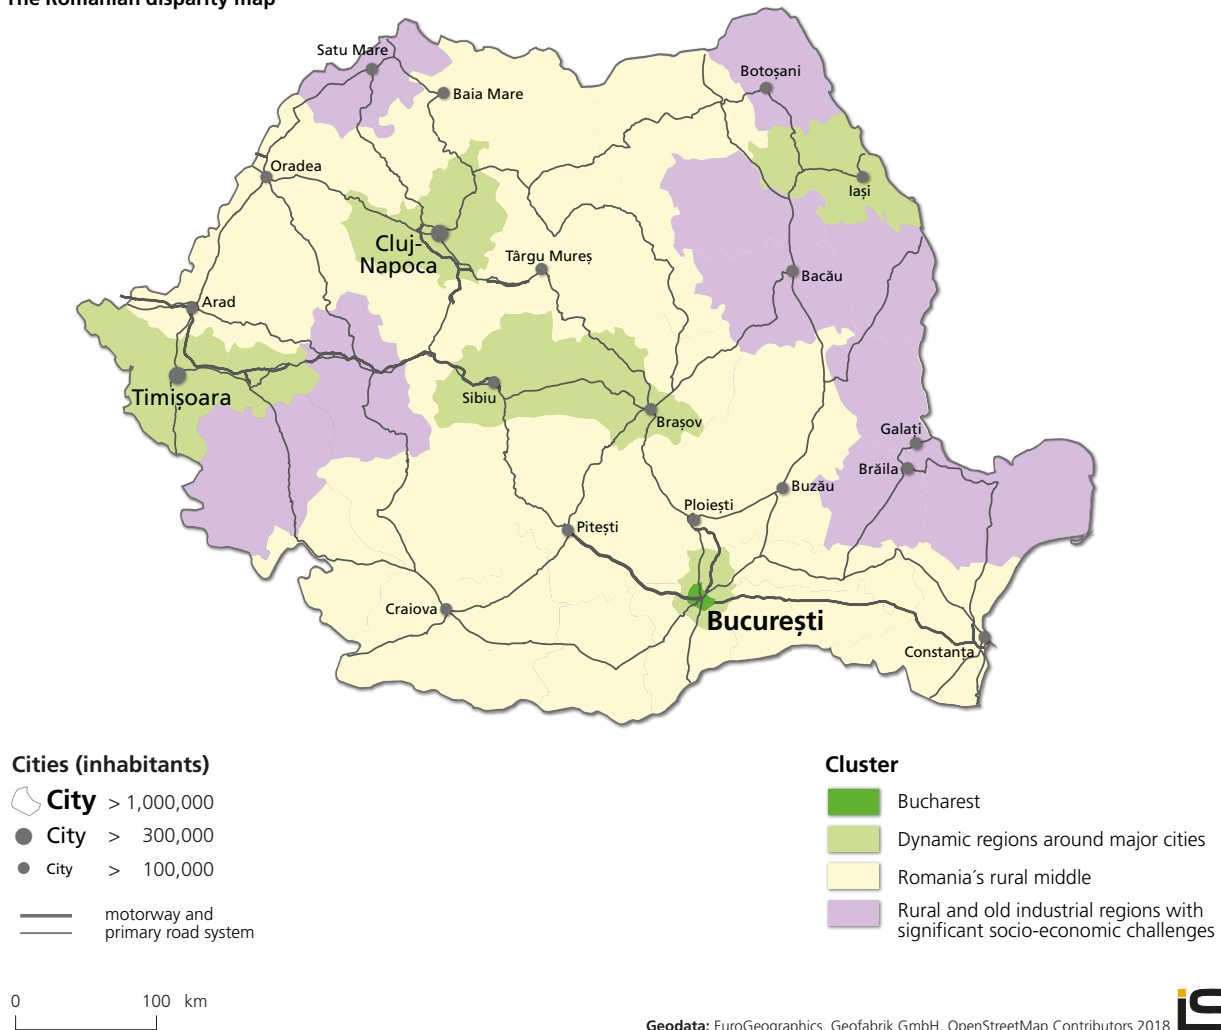 The Romanian disparity map
Satu Mare
Baia Mare
Botoșani
Oradea
Iași
Cluj-
Napoca
Târgu Mureș
Bacău
Arad
Timișoara
Sibiu
Brașov
Galati
Brăila
Buzău
Ploiești
Pitești
Craiova
București
Constanța
Cities (inhabitants)
City > 1,000,000
City > 300,000
City > 100,000
motorway and
primary road system
0 100 km
Cluster
Bucharest
Dynamic regions around major cities
Romania´s rural middle
Rural and old industrial regions with
significant socio-economic challenges
Geodata: EuroGeographics, Geofabrik GmbH, OpenStreetMap Contributors 2018